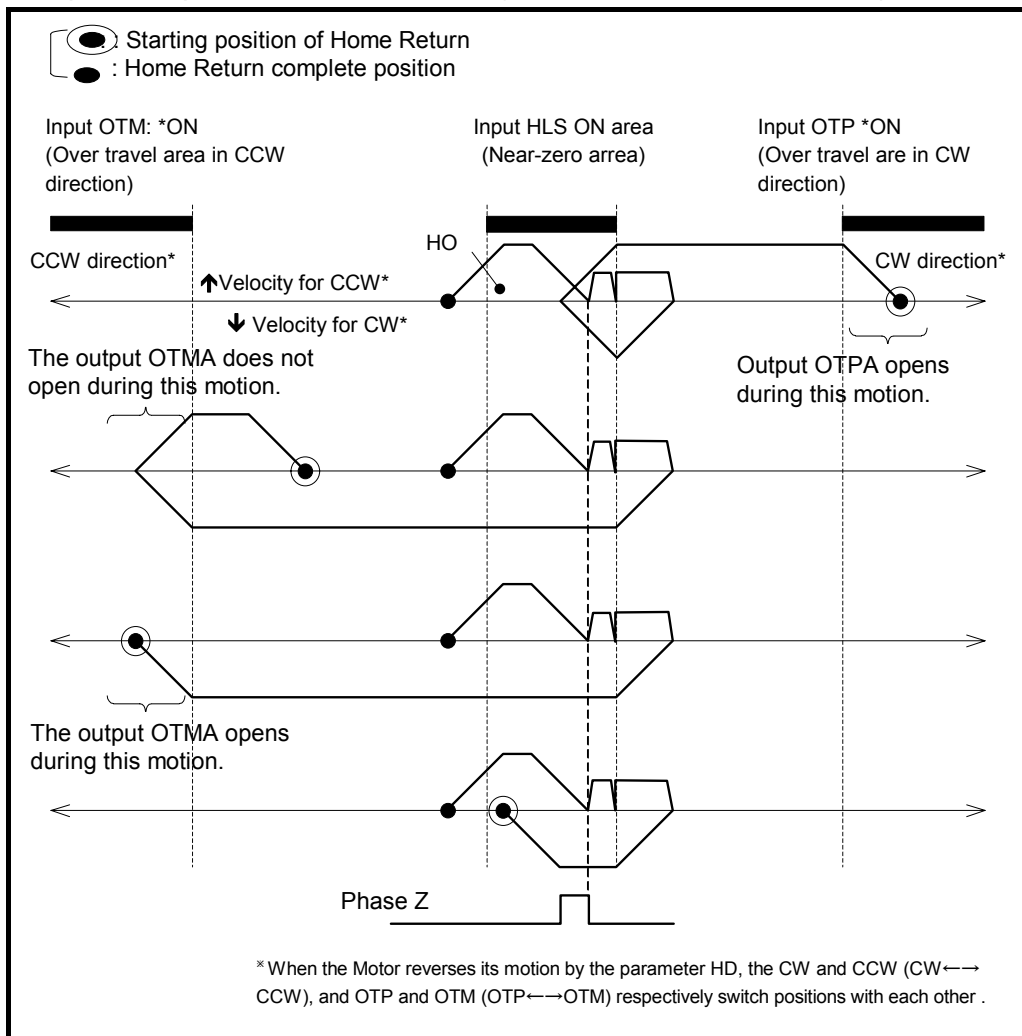 : Starting position of Home Return
: Home Return complete position
Input OTM: *ON
(Over travel area in CCW
direction)
Input HLS ON area
(Near-zero arrea)
Input OTP *ON
(Over travel are in CW
direction)
HO
CCW direction*
CW direction*
↑Velocity for CCW*
↓ Velocity for CW*
The output OTMA does not
open during this motion.
Output OTPA opens
during this motion.
The output OTMA opens
during this motion.
Phase Z
※ When the Motor reverses its motion by the parameter HD, the CW and CCW (CW←→
CCW), and OTP and OTM (OTP←→OTM) respectively switch positions with each other .